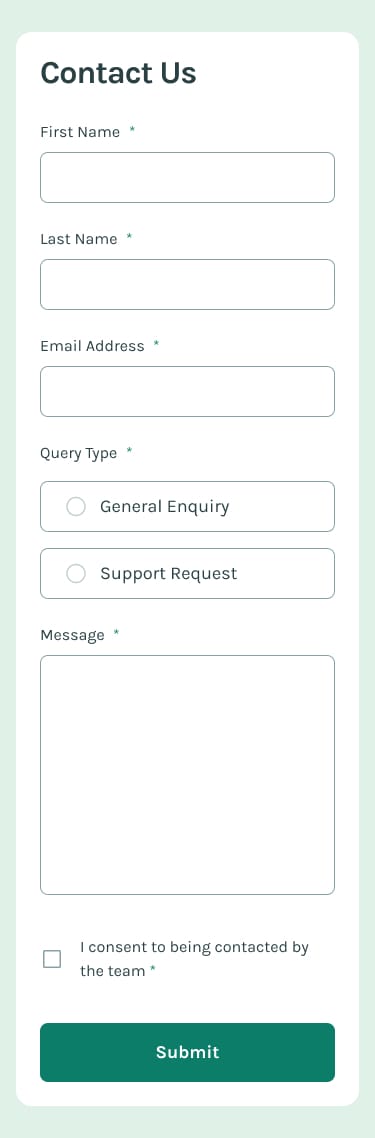 Contact Us
First Name *
Last Name *
Email Address *
Query Type *
General Enquiry
Support Request
Message *
I consent to being contacted by
the team *
Submit